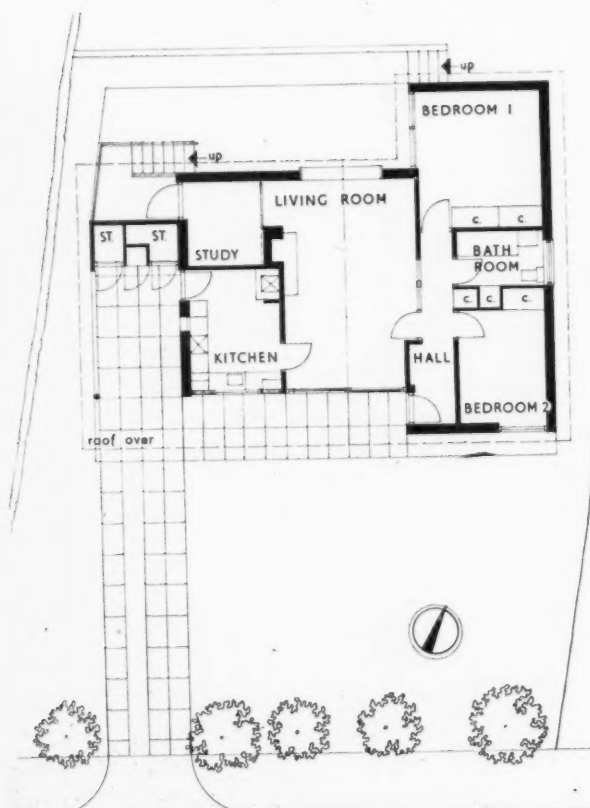 up
BEDROOM 1
up
LIVING ROOM
c. c.
ST. ST.
STUDY
BATH
ROOM
c. c. c.
KITCHEN
HALL
BEDROOM 2
roof over